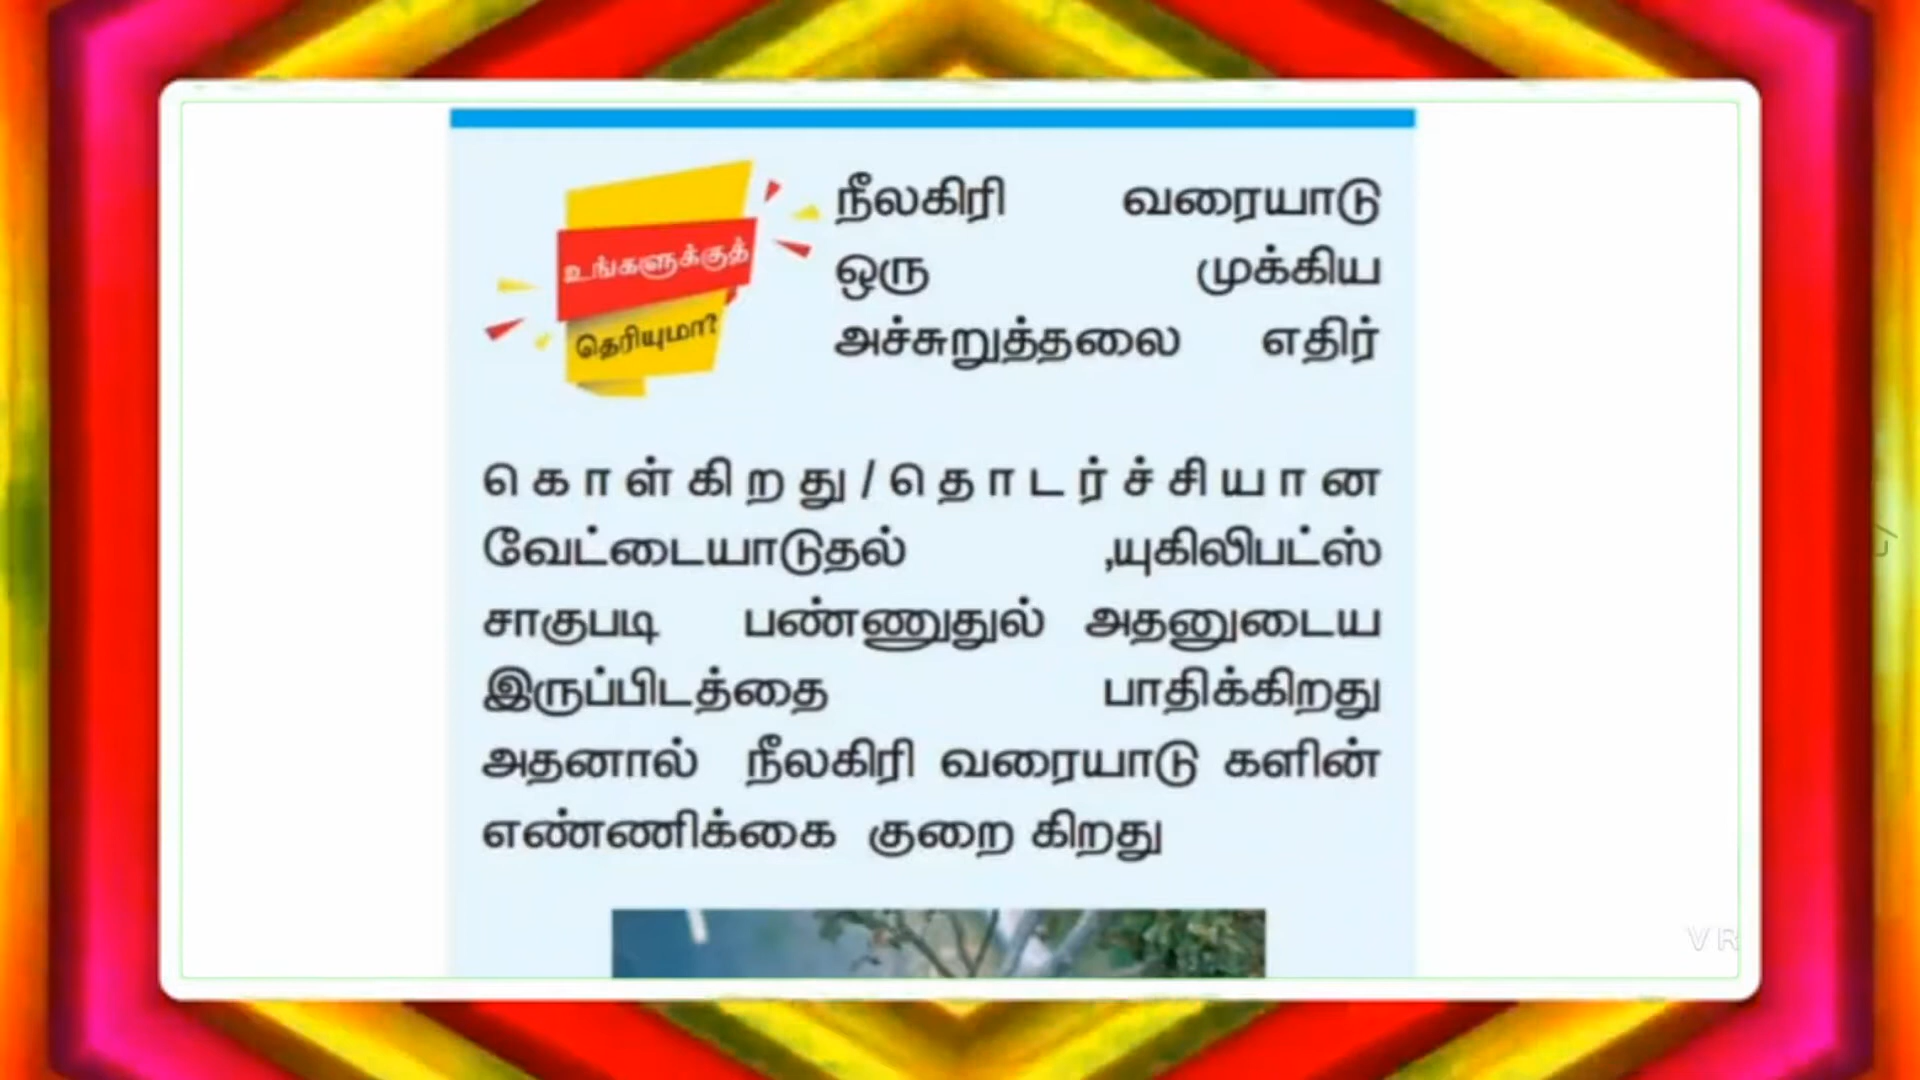 உங்களுக்குத்
தெரியுமா?
நீலகிரி வரையாடு
ஒரு முக்கிய
அச்சுறுத்தலை எதிர்
கொள்கிறது/தொடர்ச்சியான
வேட்டையாடுதல் ,யுகிலிபட்ஸ்
சாகுபடி பண்ணுதுல் அதனுடைய
இருப்பிடத்தை பாதிக்கிறது
அதனால் நீலகிரி வரையாடு களின்
எண்ணிக்கை குறை கிறது
VR